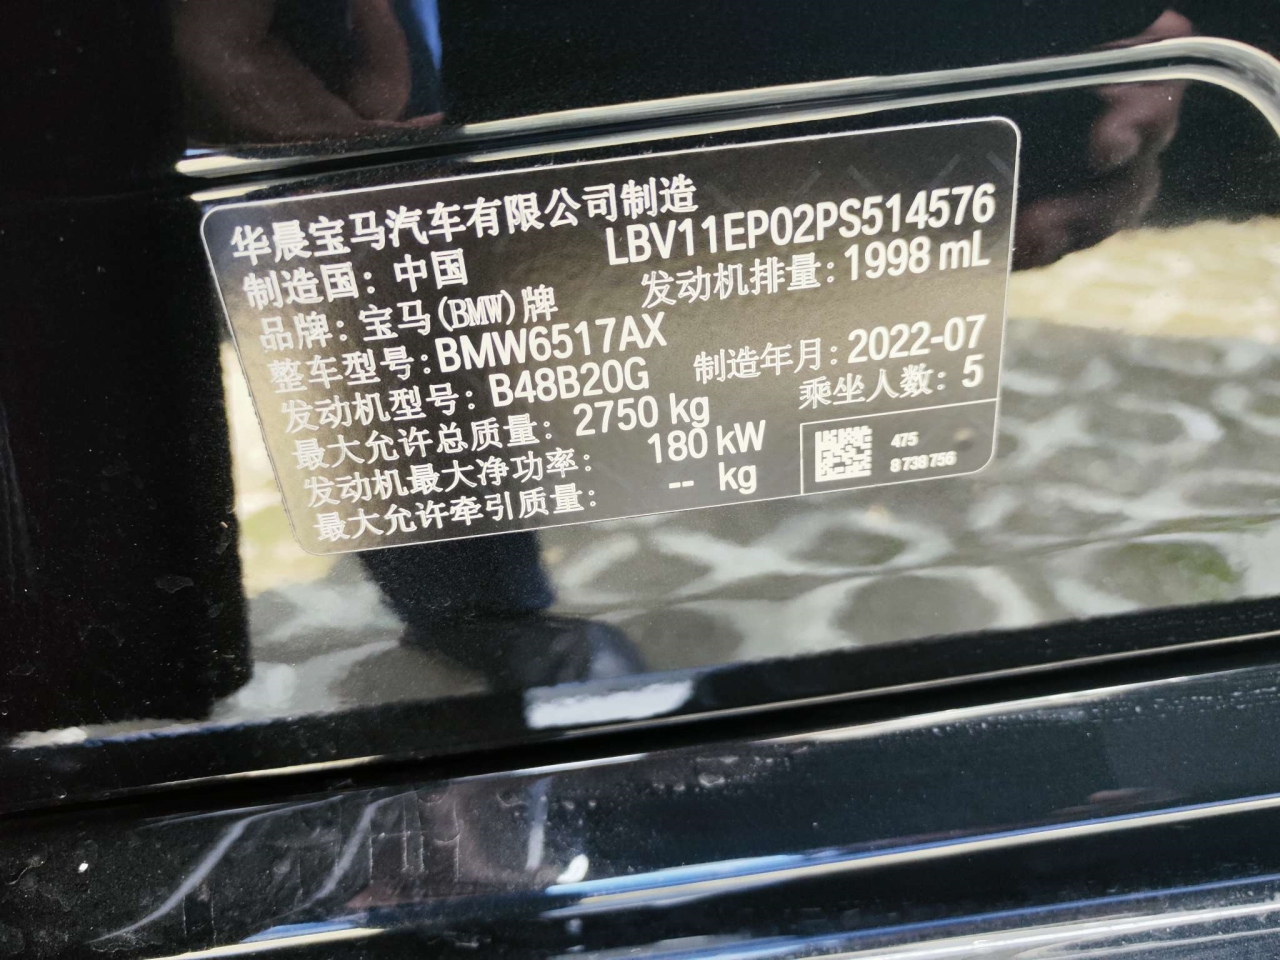 华晨宝马汽车有限公司制造
制造国：中国 LBV11EP02PS514576
品牌：宝马(BMW)牌 发动机排量：1998 mL
整车型号：BMW6517AX
发动机型号：B48B20G 制造年月：2022-07
最大允许总质量：2750 kg 乘坐人数：5
发动机最大净功率：180 kW
最大允许牵引质量：-- kg
475
8 738 756